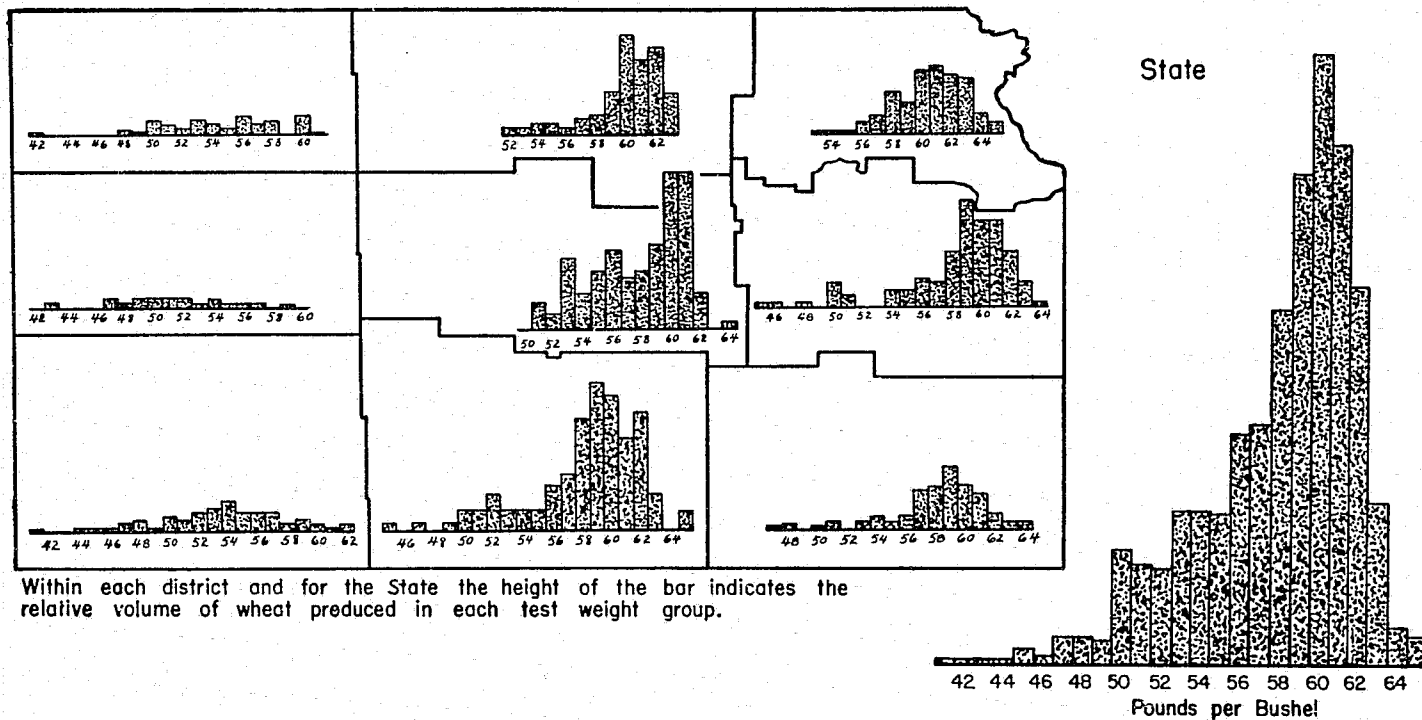 State
42 44 46 48 50 52 54 56 58 60
52 54 56 58 60 62
54 56 58 60 62 64
42 44 46 48 50 52 54 56 58 60
50 52 54 56 58 60 62 64
46 48 50 52 54 56 58 60 62 64
42 44 46 48 50 52 54 56 58 60 62
46 48 50 52 54 56 58 60 62 64
48 50 52 54 56 58 60 62 64
Within each district and for the State the height of the bar indicates the
relative volume of wheat produced in each test weight group.
42 44 46 48 50 52 54 56 58 60 62 64
Pounds per Bushel